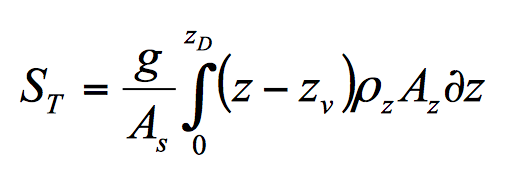 S_T = \frac{g}{A_s} \int_0^{z_D} (z - z_v) \rho_z A_z \partial z